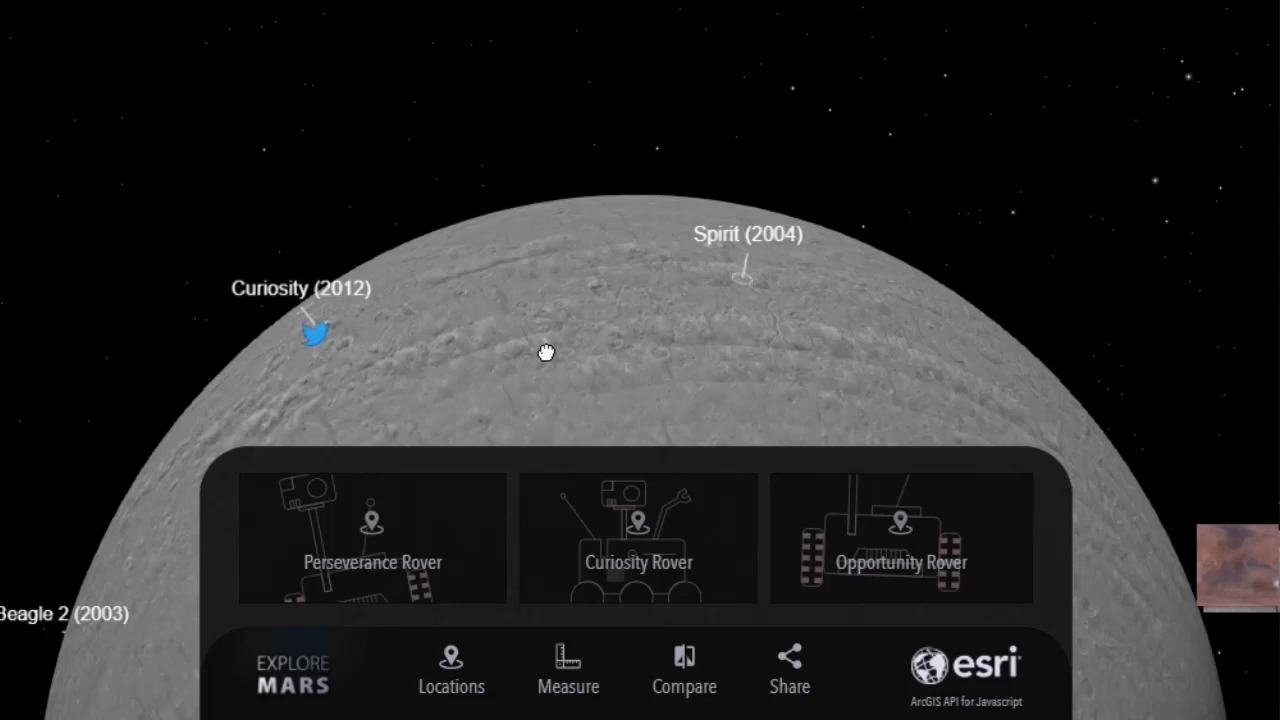 Spirit (2004)
Curiosity (2012)
Perseverance Rover
Curiosity Rover
Opportunity Rover
Beagle 2 (2003)
EXPLORE
MARS
Locations
Measure
Compare
Share
esri
ArcGIS API for Javascript